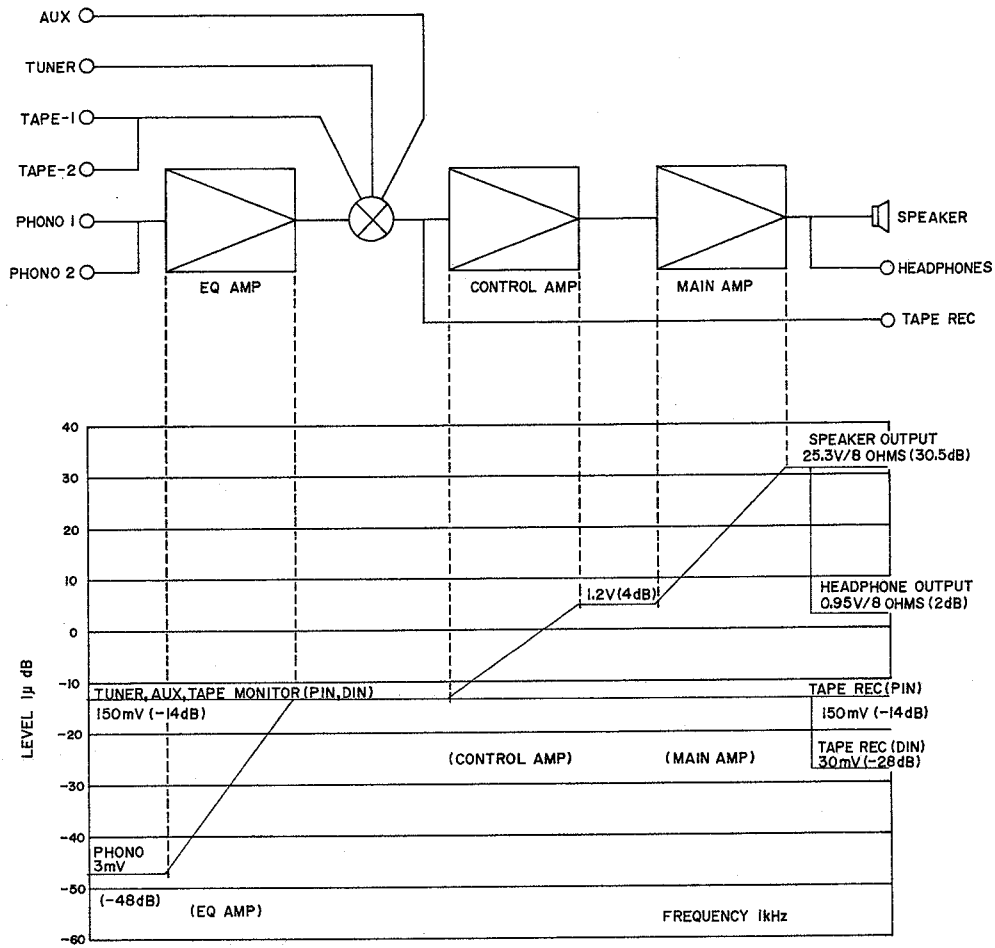 AUX
TUNER
TAPE-1
TAPE-2
PHONO 1
PHONO 2
EQ AMP
CONTROL AMP
MAIN AMP
SPEAKER
HEADPHONES
TAPE REC
LEVEL 1μ dB
40
30
20
10
0
-10
-20
-30
-40
-50
-60
SPEAKER OUTPUT
25.3V/8 OHMS (30.5dB)
1.2V(4dB)
HEADPHONE OUTPUT
0.95V/8 OHMS (2dB)
TUNER, AUX, TAPE MONITOR (PIN, DIN)
150mV (-14dB)
TAPE REC (PIN)
150mV (-14dB)
TAPE REC (DIN)
30mV (-28dB)
(CONTROL AMP)
(MAIN AMP)
PHONO
3mV
(-48dB)
(EQ AMP)
FREQUENCY 1kHz